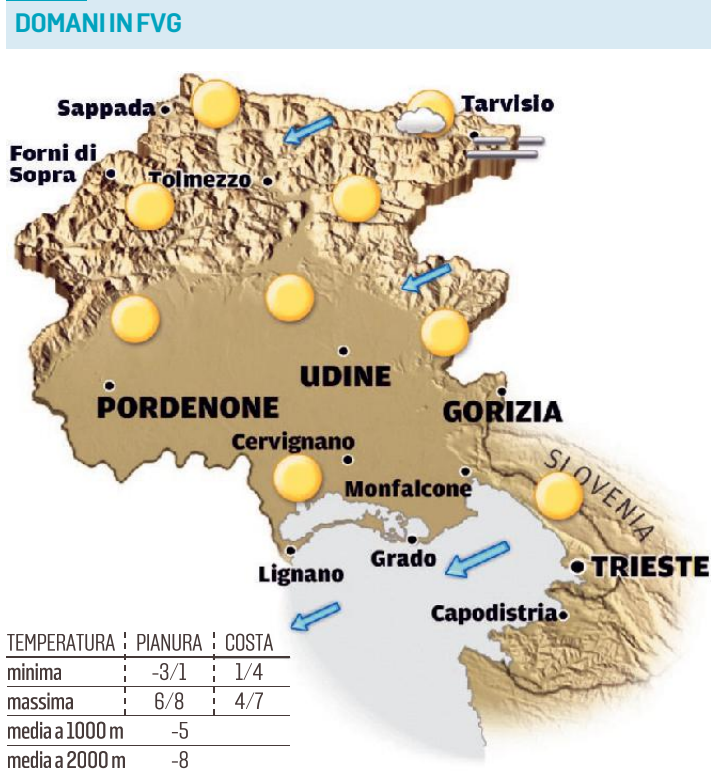 DOMANI IN FVG
Sappada
Tarvisio
Forni di
Sopra
Tolmezzo
UDINE
PORDENONE
GORIZIA
Cervignano
SLOVENIA
Monfalcone
Grado
Lignano
TRIESTE
Capodistria
TEMPERATURA PIANURA COSTA
minima -3/1 1/4
massima 6/8 4/7
media a 1000 m -5
media a 2000 m -8